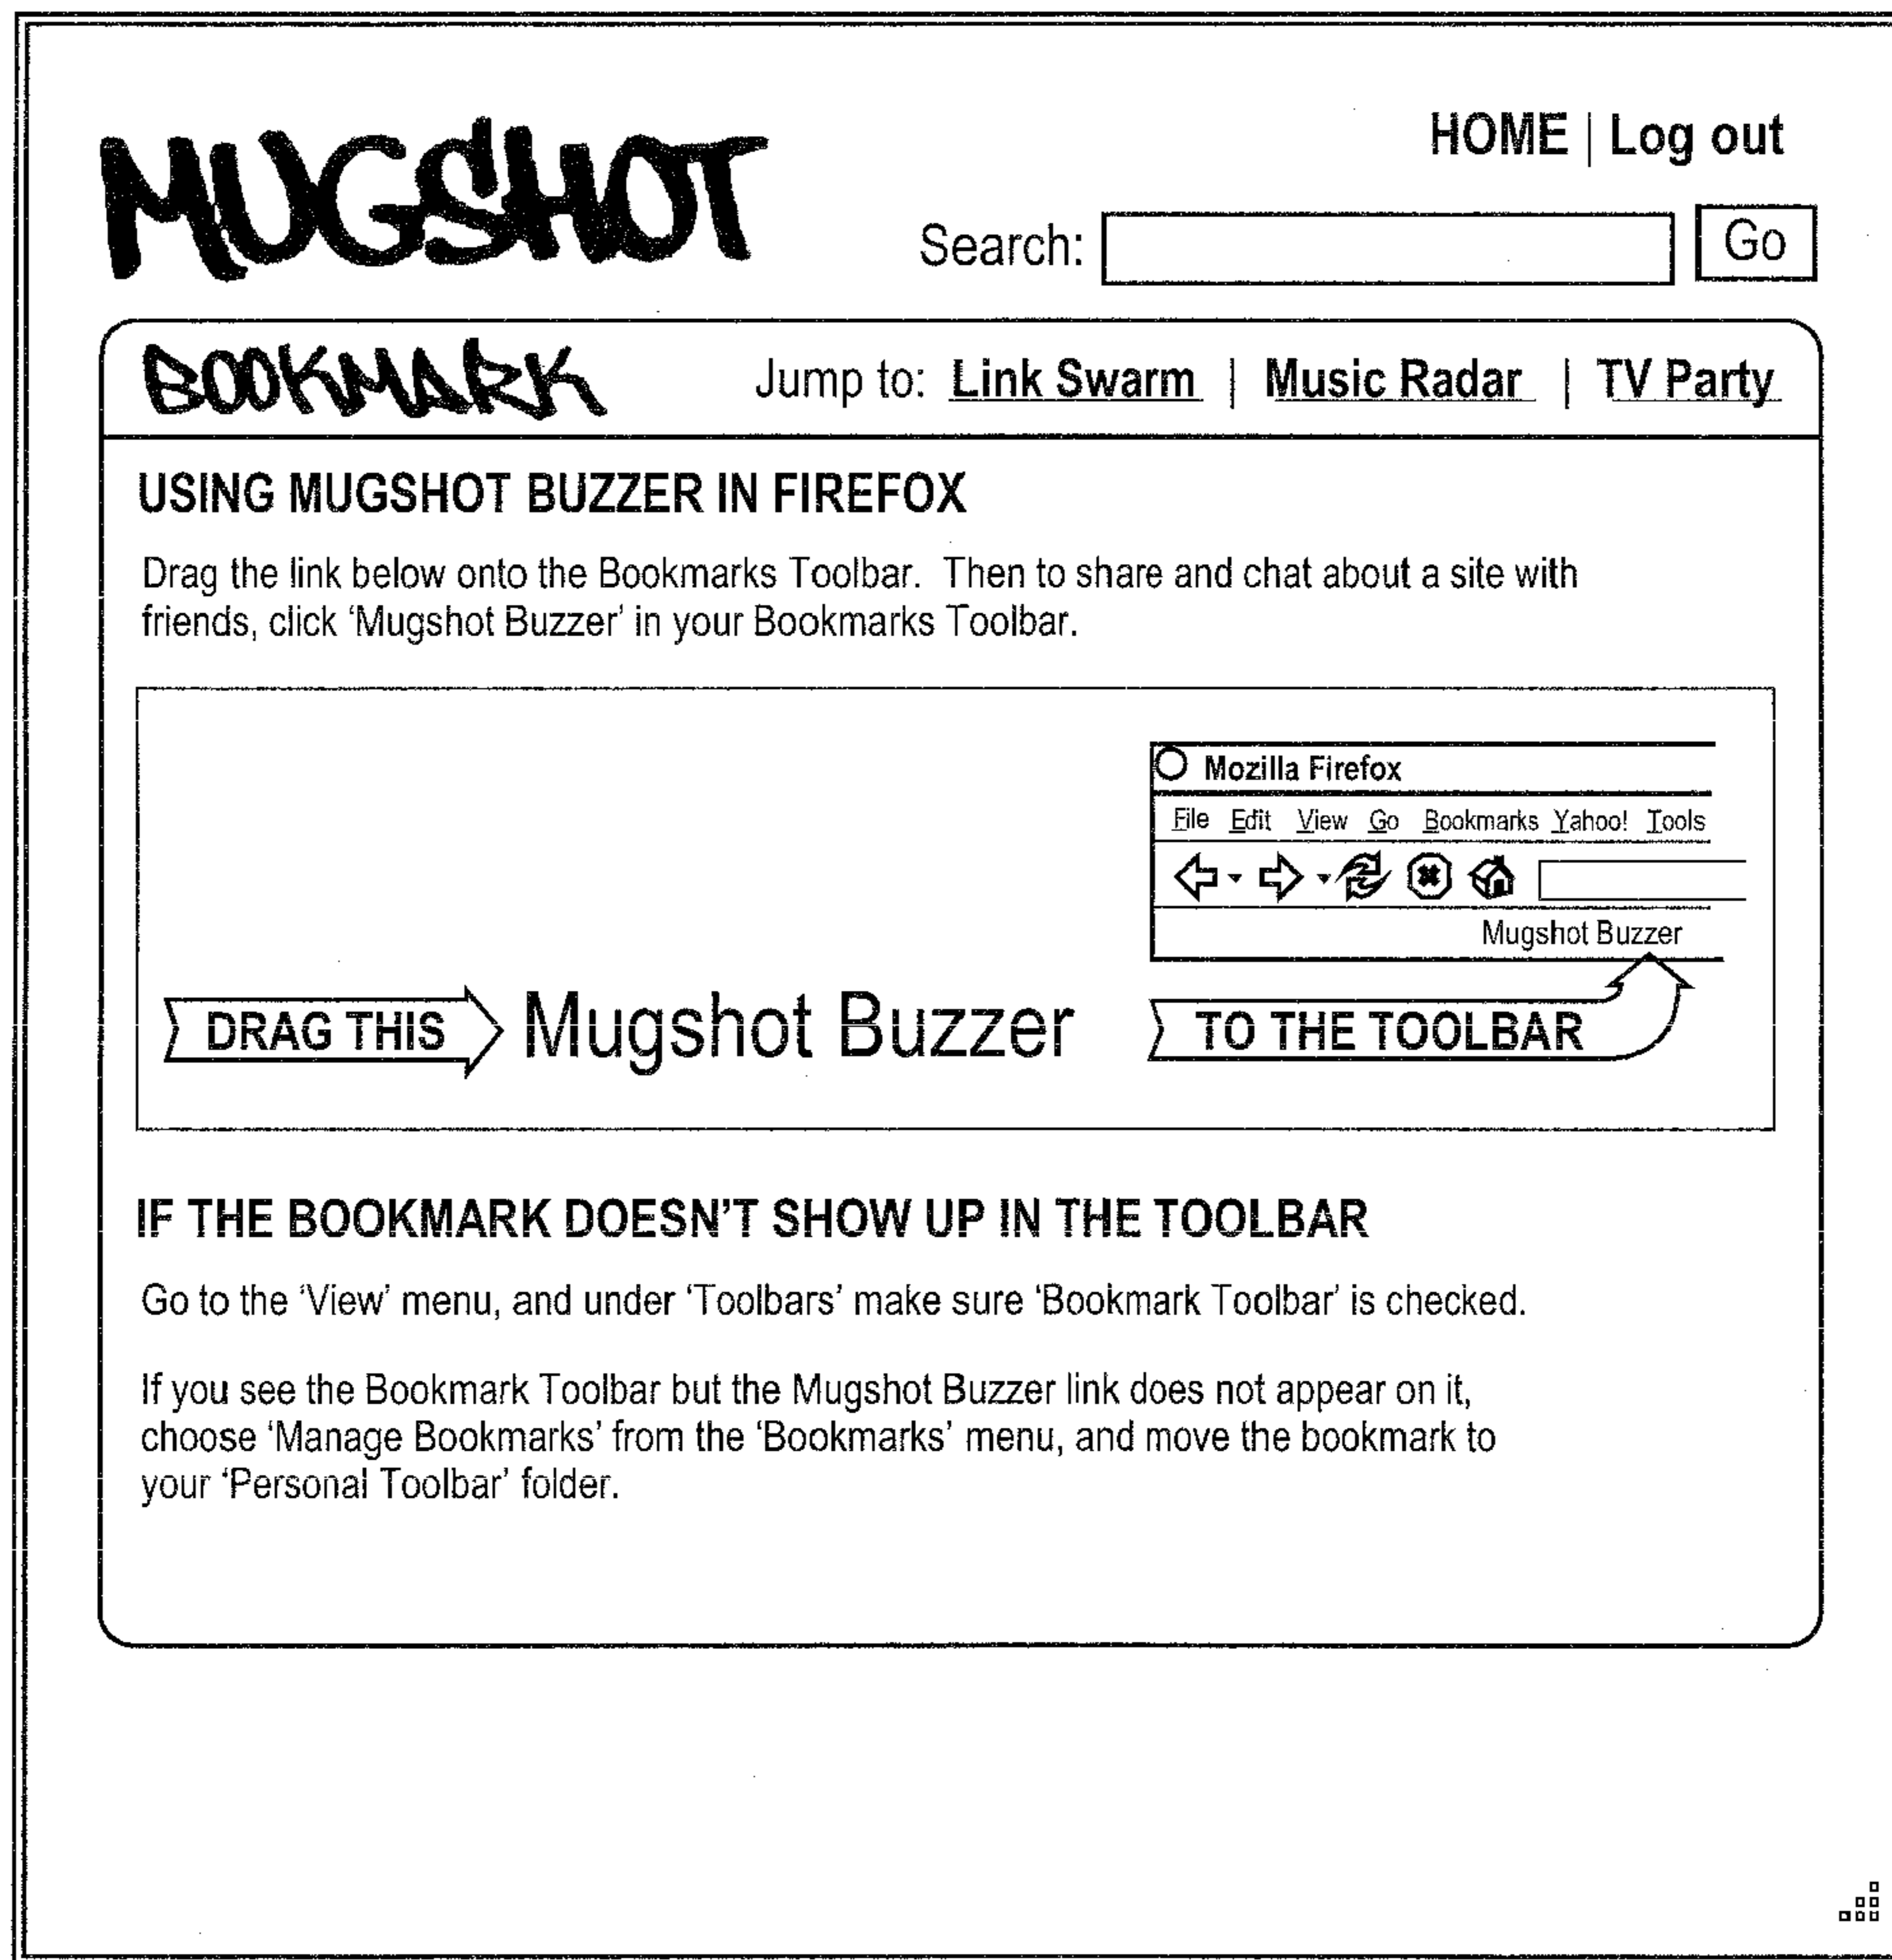 MUGSHOT
HOME | Log out
Search: Go
BOOKMARK Jump to: Link Swarm | Music Radar | TV Party
USING MUGSHOT BUZZER IN FIREFOX
Drag the link below onto the Bookmarks Toolbar. Then to share and chat about a site with
friends, click ‘Mugshot Buzzer’ in your Bookmarks Toolbar.
Mozilla Firefox
File Edit View Go Bookmarks Yahoo! Tools
Mugshot Buzzer
DRAG THIS Mugshot Buzzer TO THE TOOLBAR
IF THE BOOKMARK DOESN’T SHOW UP IN THE TOOLBAR
Go to the ‘View’ menu, and under ‘Toolbars’ make sure ‘Bookmark Toolbar’ is checked.
If you see the Bookmark Toolbar but the Mugshot Buzzer link does not appear on it,
choose ‘Manage Bookmarks’ from the ‘Bookmarks’ menu, and move the bookmark to
your ‘Personal Toolbar’ folder.